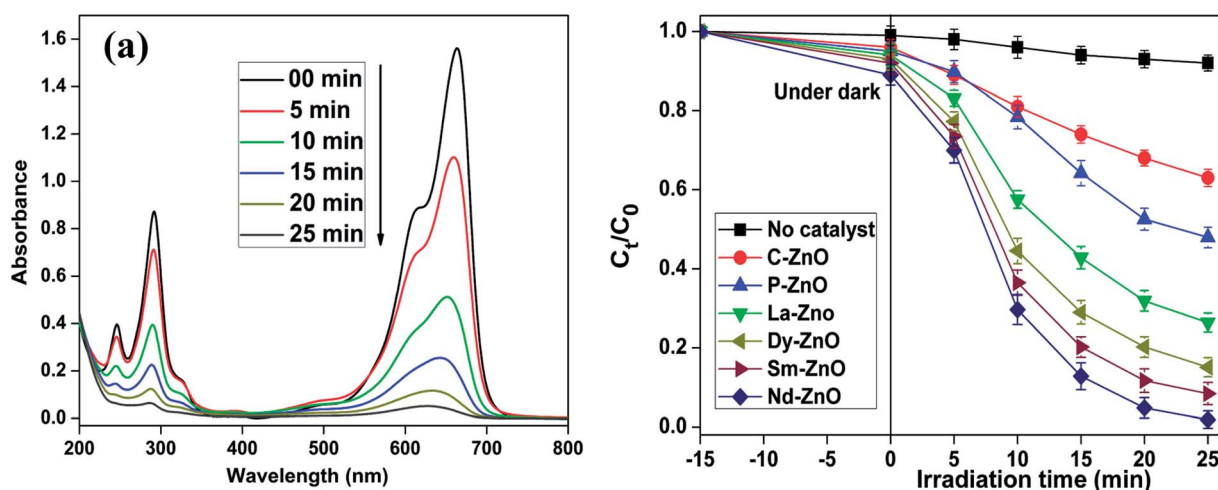 (a)
00 min
5 min
10 min
15 min
20 min
25 min
Absorbance
1.6
1.4
1.2
1.0
0.8
0.6
0.4
0.2
0.0
200 300 400 500 600 700 800
Wavelength (nm)
Under dark
No catalyst
C-ZnO
P-ZnO
La-Zno
Dy-ZnO
Sm-ZnO
Nd-ZnO
Ct/C0
1.0
0.8
0.6
0.4
0.2
0.0
-15 -10 -5 0 5 10 15 20 25
Irradiation time (min)